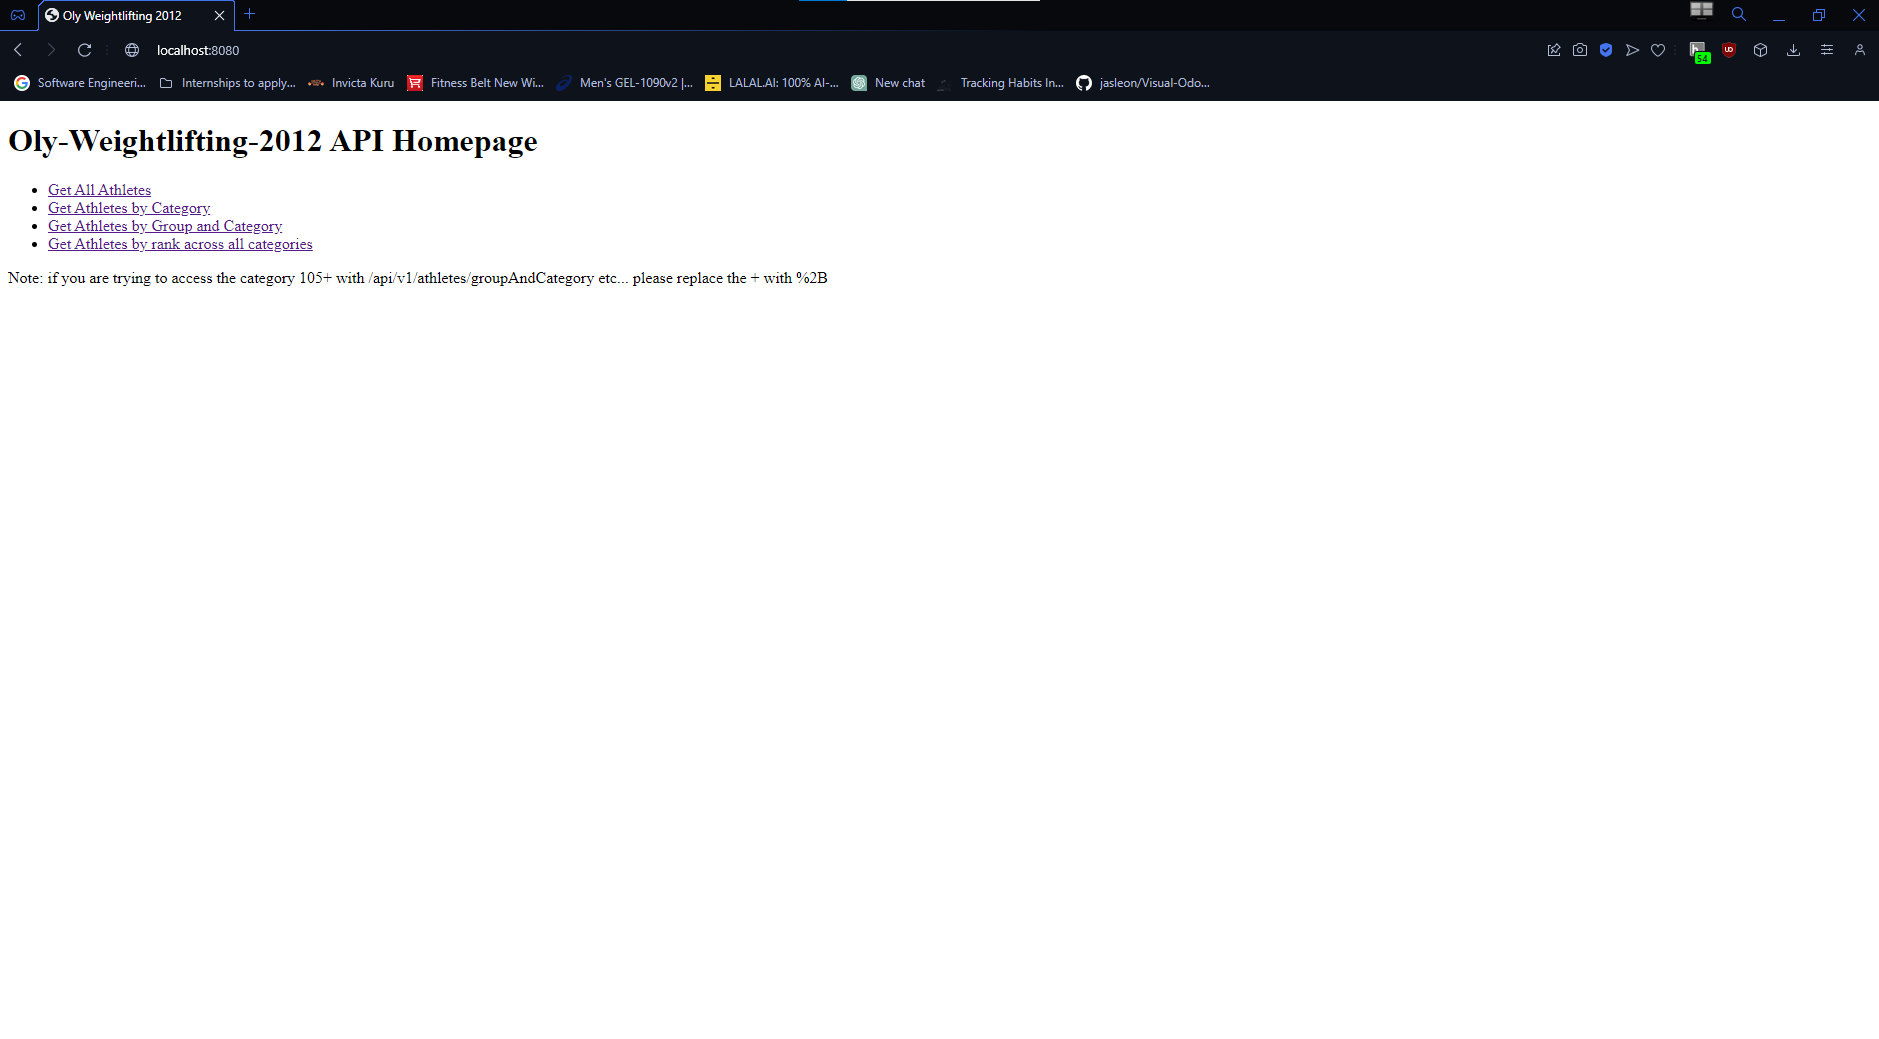 Oly Weightlifting 2012
localhost:8080
54
Software Engineeri...
Internships to apply...
Invicta Kuru
Fitness Belt New Wi...
Men's GEL-1090v2 |...
LALAL.AI: 100% AI-...
New chat
Tracking Habits In...
jasleon/Visual-Odo...
Oly-Weightlifting-2012 API Homepage
Get All Athletes
Get Athletes by Category
Get Athletes by Group and Category
Get Athletes by rank across all categories
Note: if you are trying to access the category 105+ with /api/v1/athletes/groupAndCategory etc... please replace the + with %2B